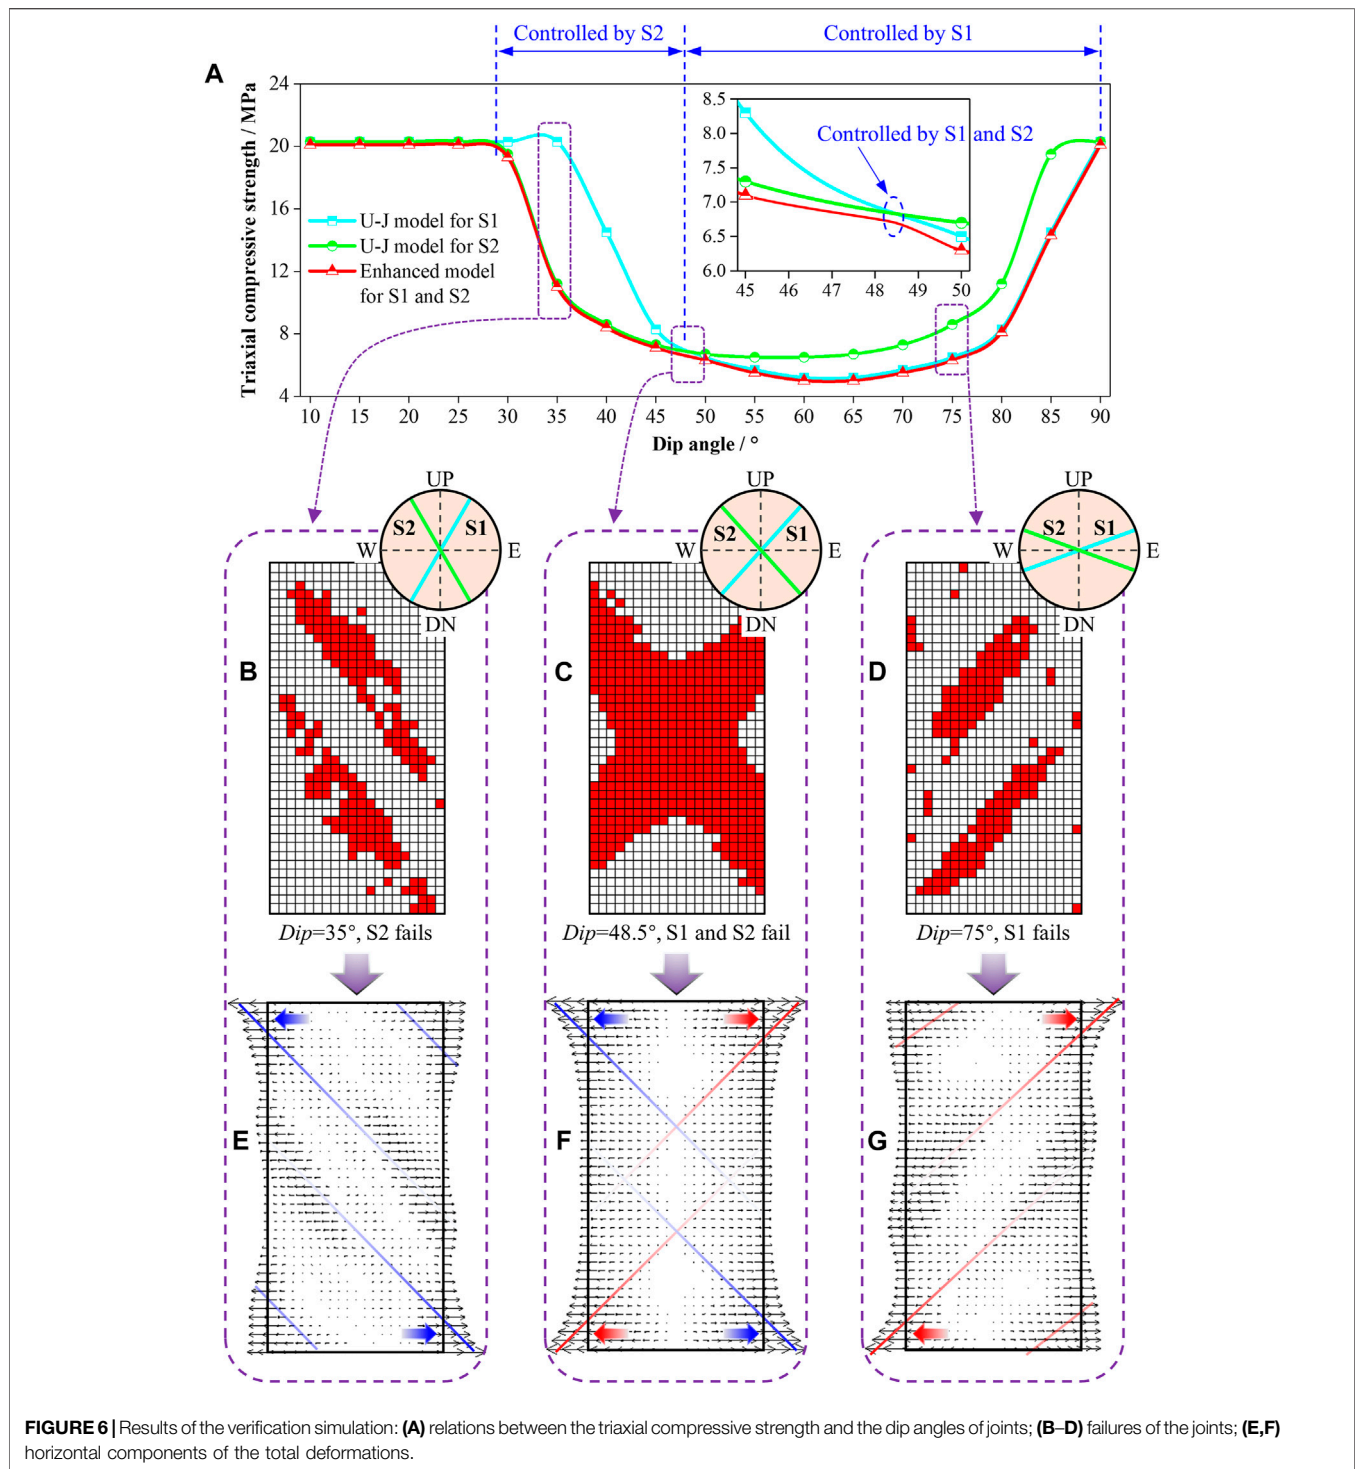 Controlled by S2
Controlled by S1
A
Triaxial compressive strength / MPa
24
20
16
12
8
4
U-J model for S1
U-J model for S2
Enhanced model
for S1 and S2
8.5
8.0
7.5
7.0
6.5
6.0
Controlled by S1 and S2
45 46 47 48 49 50
10 15 20 25 30 35 40 45 50 55 60 65 70 75 80 85 90
Dip angle / °
UP
S2 S1
W E
DN
UP
S2 S1
W E
DN
UP
S2 S1
W E
DN
B
C
D
Dip=35°, S2 fails
Dip=48.5°, S1 and S2 fail
Dip=75°, S1 fails
E
F
G
FIGURE 6 | Results of the verification simulation: (A) relations between the triaxial compressive strength and the dip angles of joints; (B–D) failures of the joints; (E,F)
horizontal components of the total deformations.